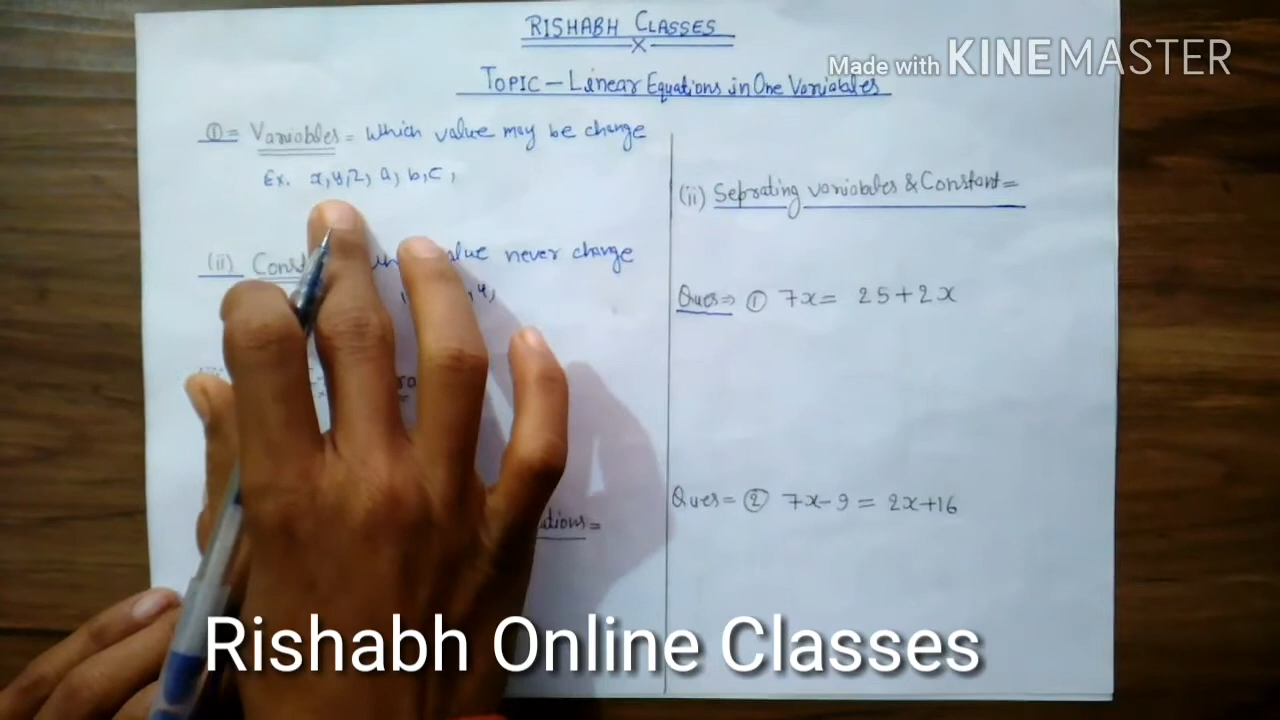 RISHABH CLASSES
X
Made with KINEMASTER
TOPIC - Linear Equations in One Variables
① = Variables = Which value may be change
Ex. x, y, z, a, b, c,
(ii) value never change
(ii) Seprating variables & Constant =
Ques ⇒ ① 7x = 25+2x
Ques = ② 7x-9 = 2x+16
Rishabh Online Classes